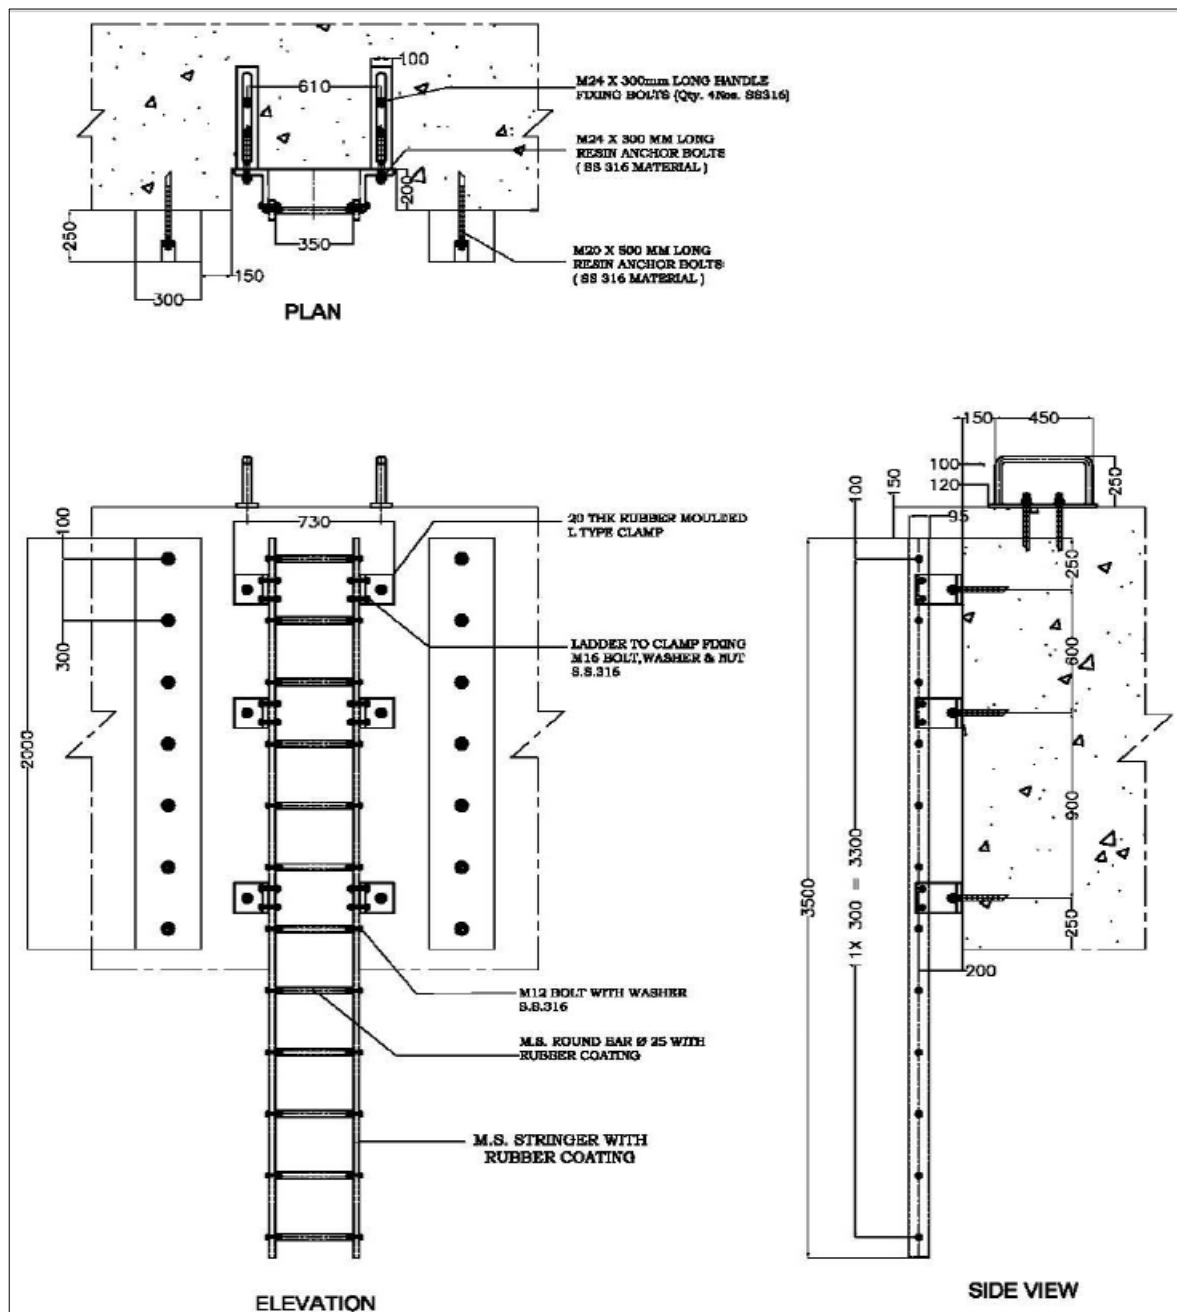 100
610
M24 X 300mm LONG HANDLE
FIXING BOLTS (Qty. 4Nos. SS316)
M24 X 300 MM LONG
RESIN ANCHOR BOLTS
( SS 316 MATERIAL )
200
250
350
M20 X 500 MM LONG
RESIN ANCHOR BOLTS
( SS 316 MATERIAL )
150
300
PLAN
730
20 THK RUBBER MOULDED
L TYPE CLAMP
100
300
LADDER TO CLAMP FIXING
M16 BOLT,WASHER & NUT
S.S.316
2000
M12 BOLT WITH WASHER
S.S.316
M.S. ROUND BAR Ø 25 WITH
RUBBER COATING
M.S. STRINGER WITH
RUBBER COATING
ELEVATION
150
450
100
120
250
150
100
95
250
600
900
250
11X 300 = 3300
3500
200
SIDE VIEW